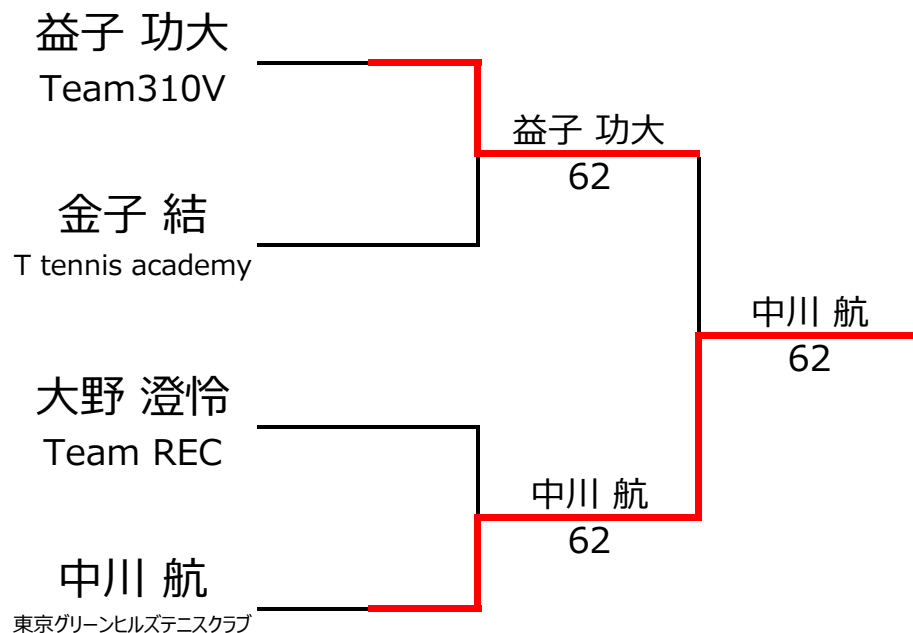 益子 功大
Team310V
益子 功大
62
金子 結
T tennis academy
中川 航
62
大野 澄怜
Team REC
中川 航
62
中川 航
東京グリーンヒルズテニスクラブ